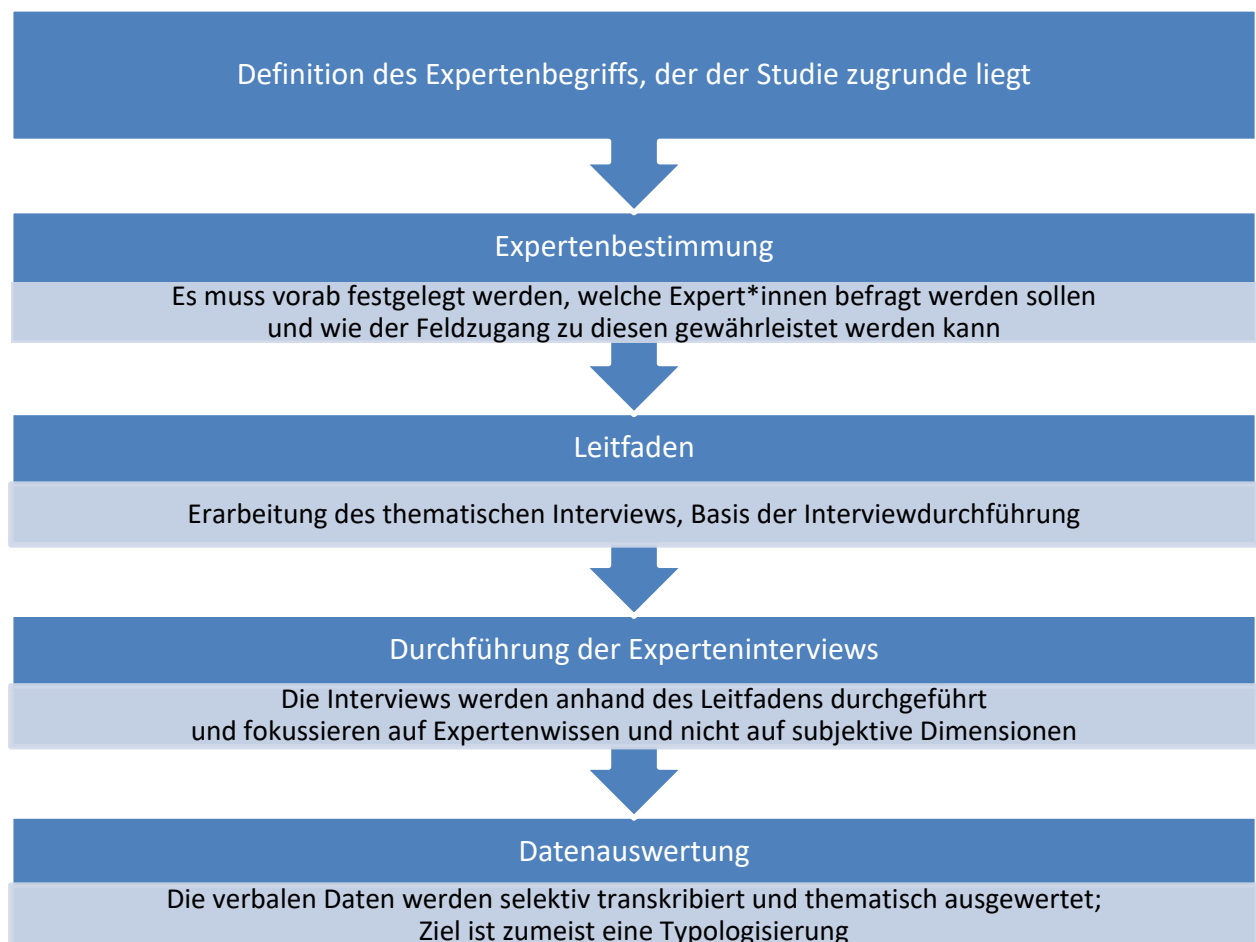 Definition des Expertenbegriffs, der der Studie zugrunde liegt
Expertenbestimmung
Es muss vorab festgelegt werden, welche Expert*innen befragt werden sollen
und wie der Feldzugang zu diesen gewährleistet werden kann
Leitfaden
Erarbeitung des thematischen Interviews, Basis der Interviewdurchführung
Durchführung der Experteninterviews
Die Interviews werden anhand des Leitfadens durchgeführt
und fokussieren auf Expertenwissen und nicht auf subjektive Dimensionen
Datenauswertung
Die verbalen Daten werden selektiv transkribiert und thematisch ausgewertet;
Ziel ist zumeist eine Typologisierung